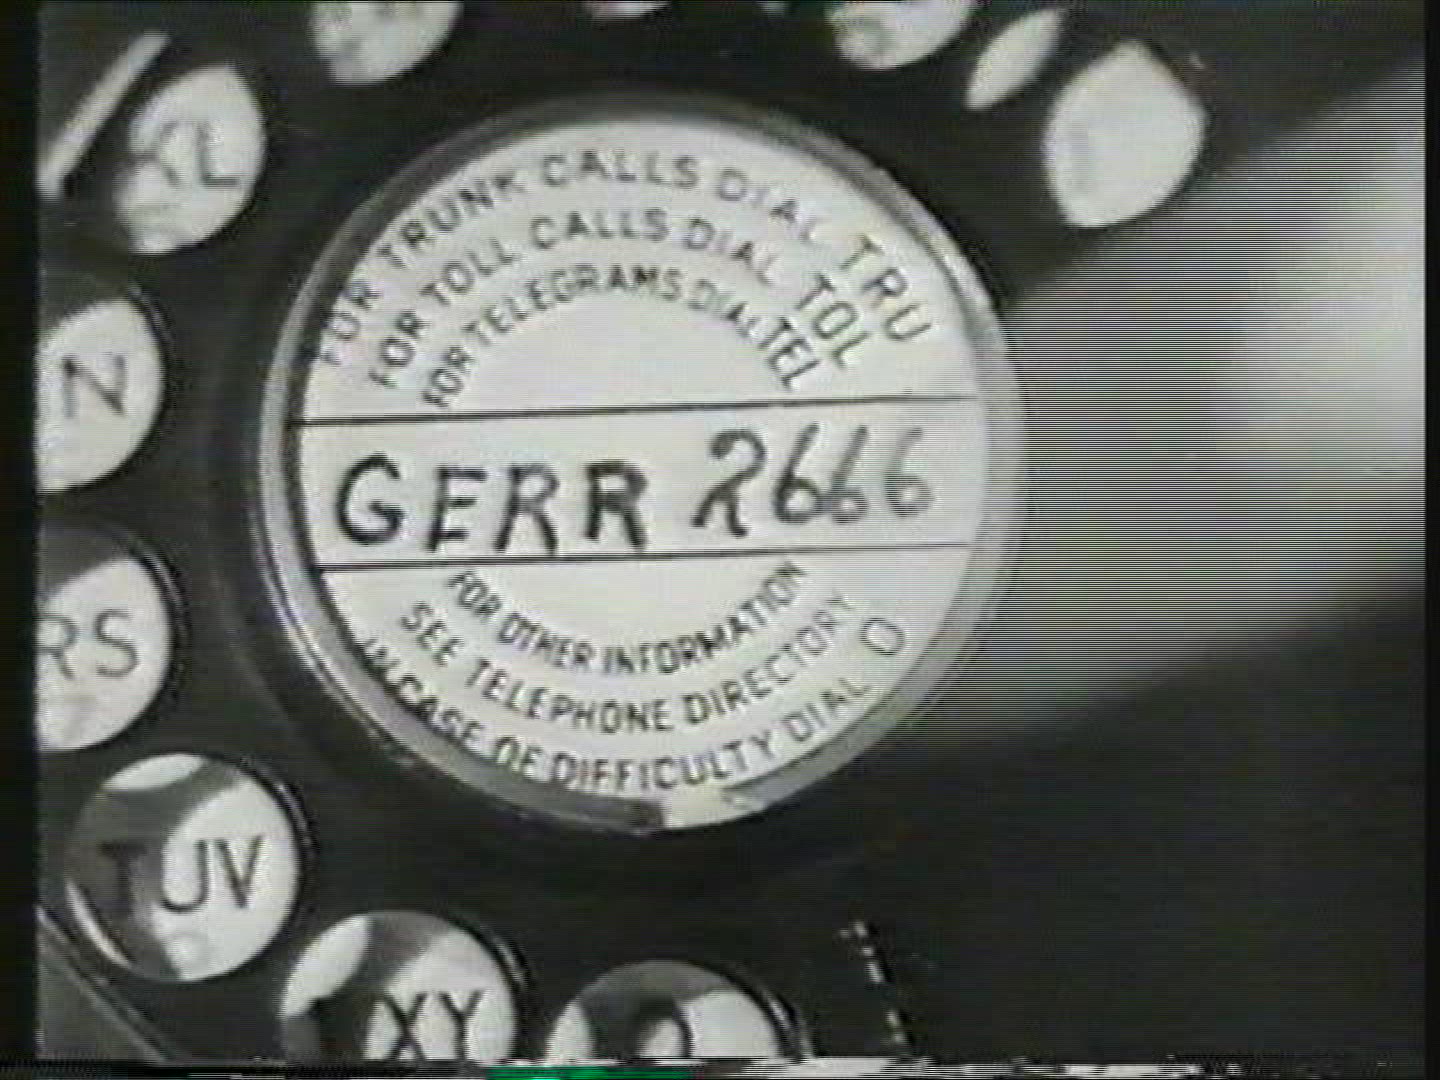 FOR TRUNK CALLS DIAL TRU
FOR TOLL CALLS DIAL TOL
FOR TELEGRAMS DIAL TEL
GERR 2666
FOR OTHER INFORMATION
SEE TELEPHONE DIRECTORY
IN CASE OF DIFFICULTY DIAL O
KL
N
RS
TUV
XY
O